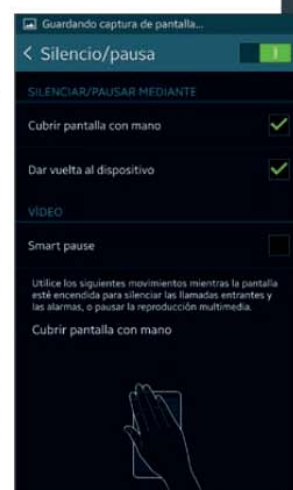 Guardando captura de pantalla...
< Silencio/pausa
SILENCIAR/PAUSAR MEDIANTE
Cubrir pantalla con mano
Dar vuelta al dispositivo
VÍDEO
Smart pause
Utilice los siguientes movimientos mientras la pantalla
esté encendida para silenciar las llamadas entrantes y
las alarmas, o pausar la reproducción multimedia.
Cubrir pantalla con mano